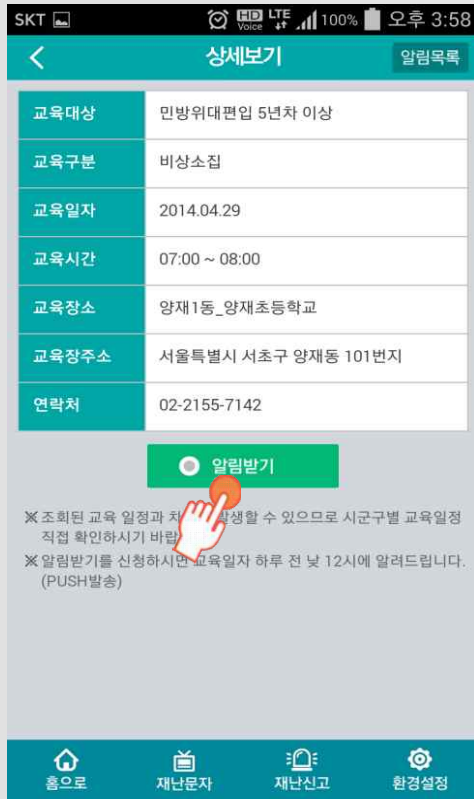 SKT HD Voice LTE 100% 오후 3:58
상세보기 알림목록
교육대상 민방위대편입 5년차 이상
교육구분 비상소집
교육일자 2014.04.29
교육시간 07:00 ~ 08:00
교육장소 양재1동_양재초등학교
교육장주소 서울특별시 서초구 양재동 101번지
연락처 02-2155-7142
알림받기
※ 조회된 교육 일정과 발생할 수 있으므로 시군구별 교육일정
직접 확인하시기 바랍
※ 알림받기를 신청하시면 교육일자 하루 전 낮 12시에 알려드립니다.
(PUSH발송)
홈으로 재난문자 재난신고 환경설정